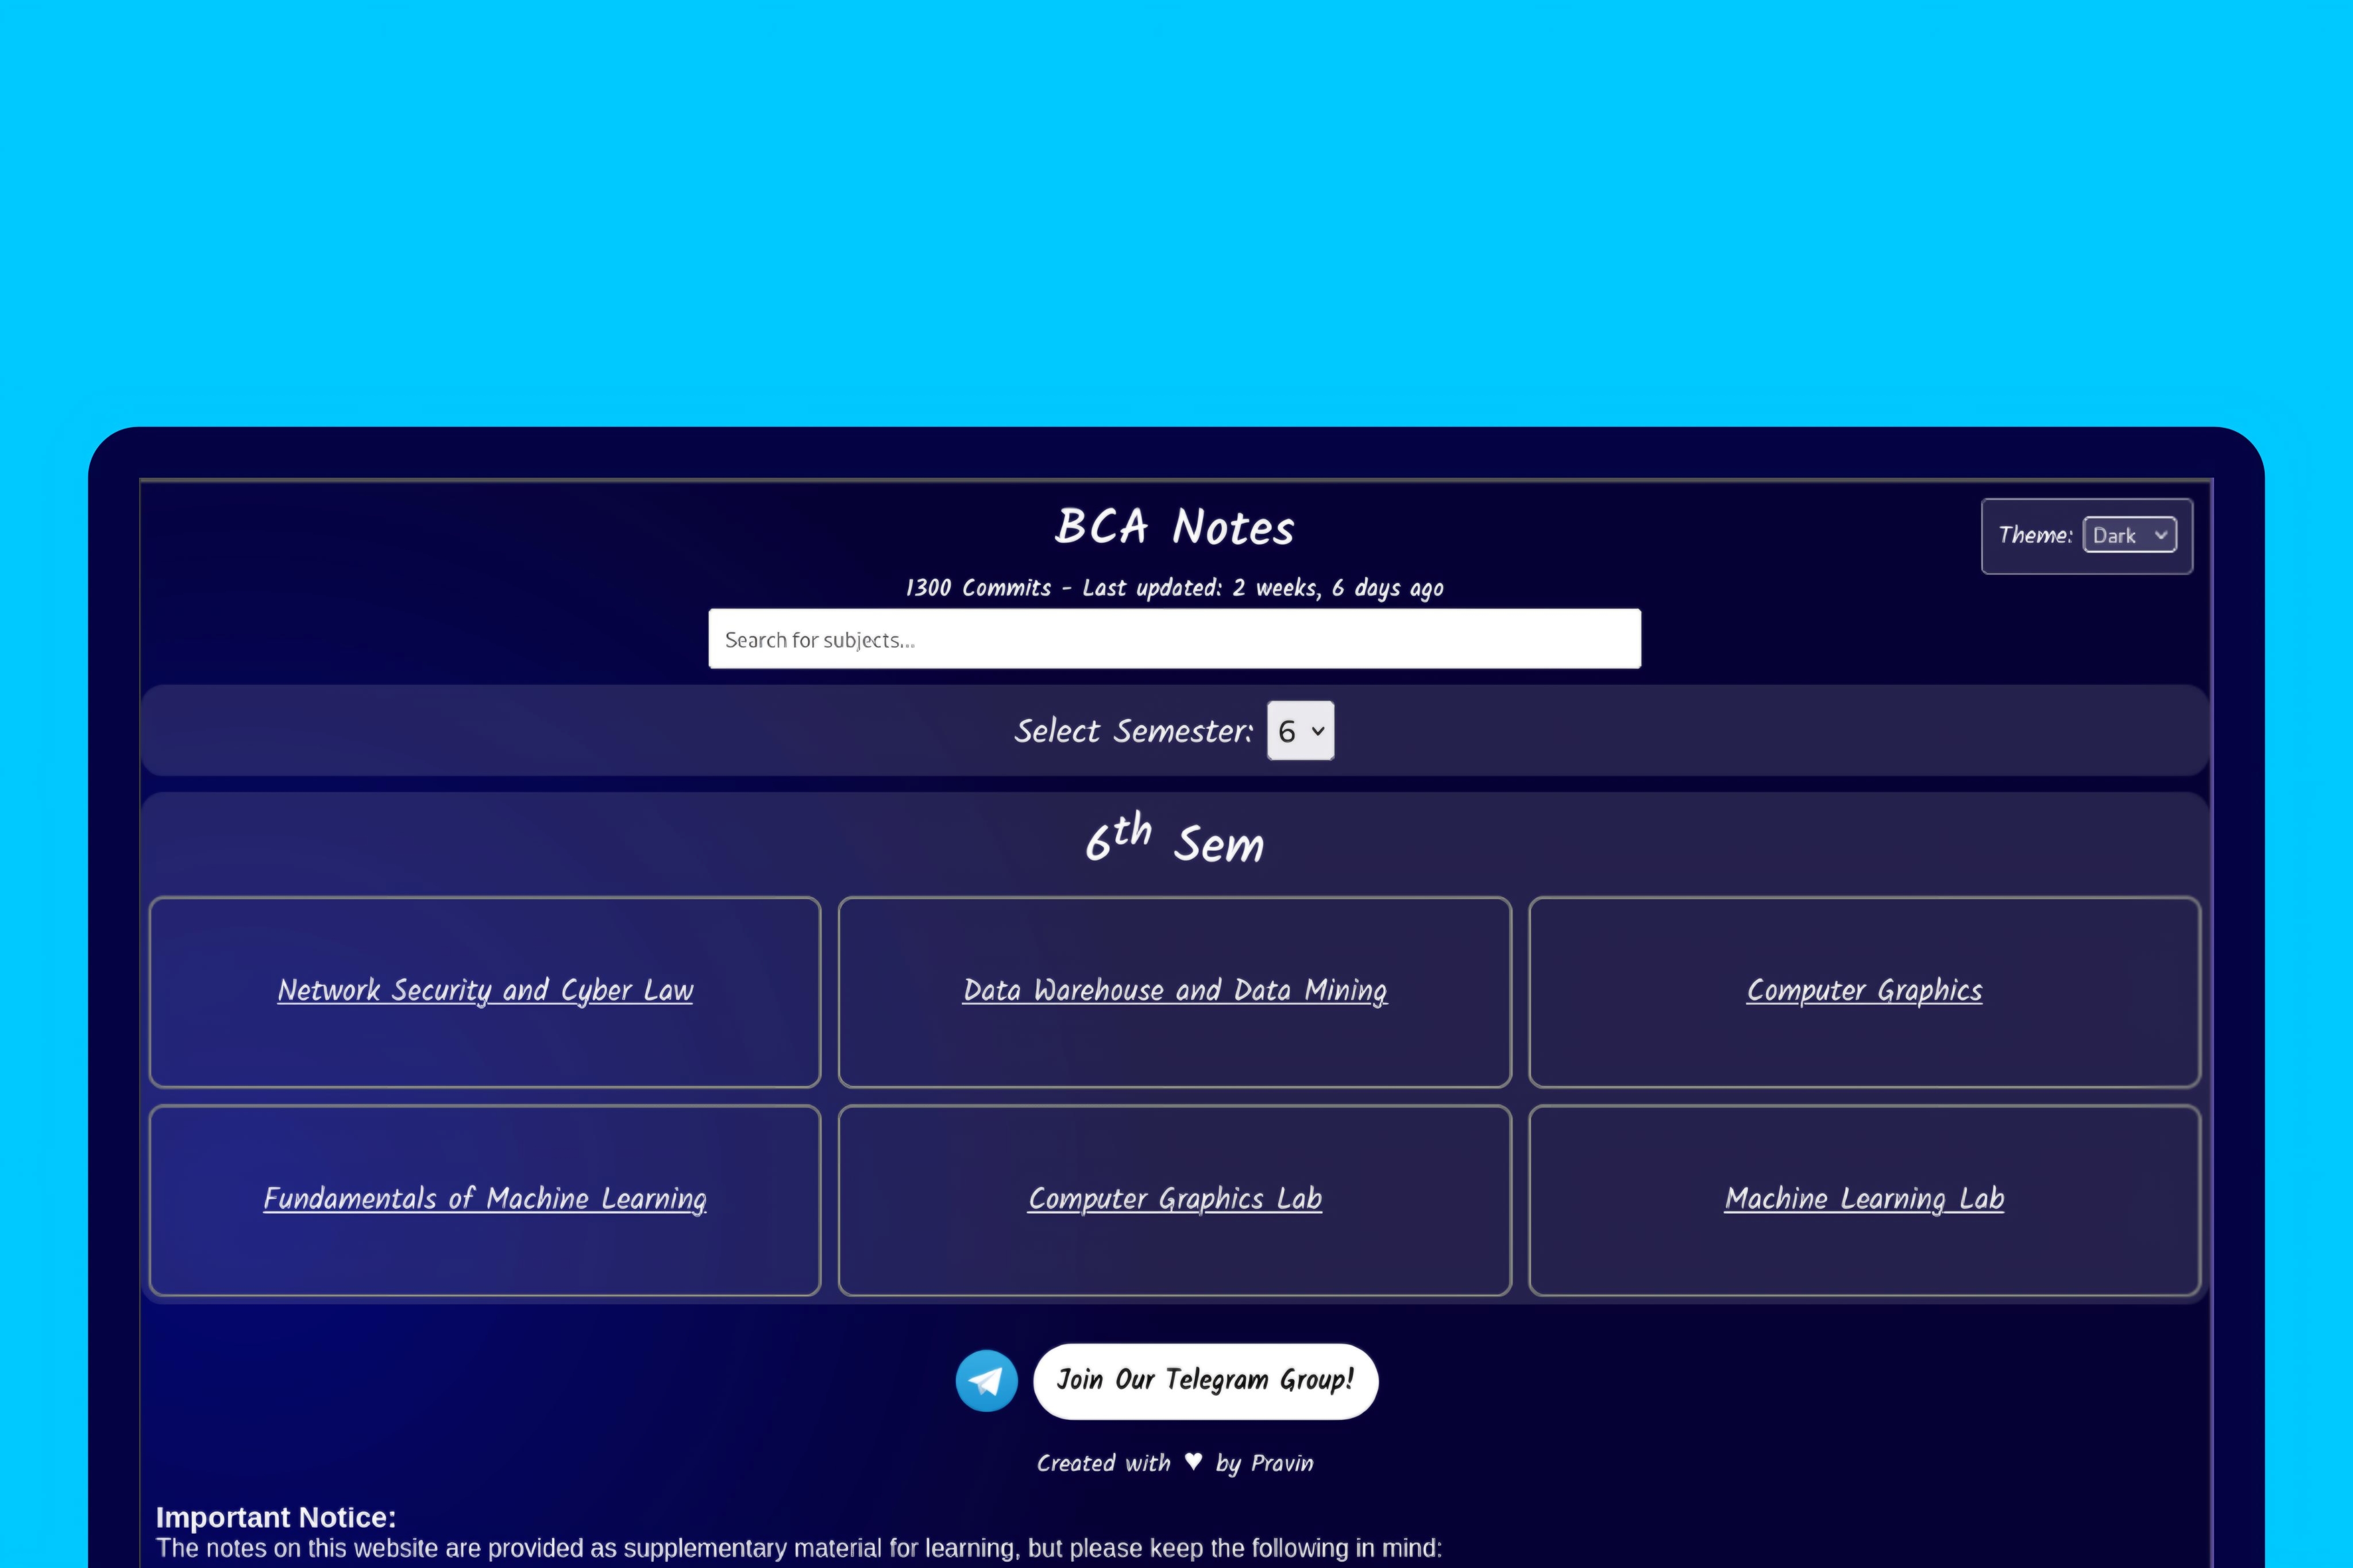 BCA Notes
Theme: Dark
1300 Commits - Last updated: 2 weeks, 6 days ago
Search for subjects...
Select Semester: 6
6th Sem
Network Security and Cyber Law
Data Warehouse and Data Mining
Computer Graphics
Fundamentals of Machine Learning
Computer Graphics Lab
Machine Learning Lab
Join Our Telegram Group!
Created with ♥ by Pravin
Important Notice:
The notes on this website are provided as supplementary material for learning, but please keep the following in mind: